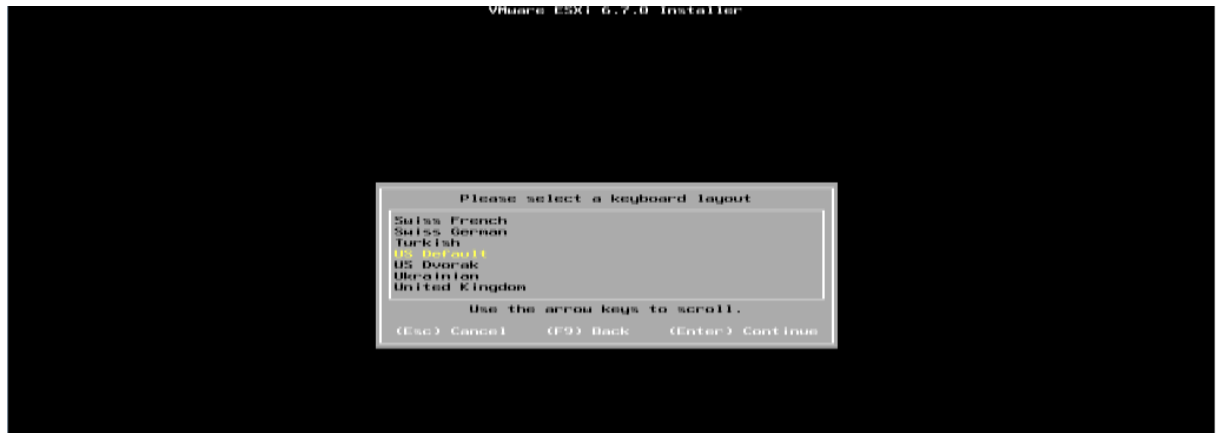 VMware ESXi 6.7.0 Installer
Please select a keyboard layout
Swiss French
Swiss German
Turkish
US Default
US Dvorak
Ukrainian
United Kingdom
Use the arrow keys to scroll.
(Esc) Cancel (F9) Back (Enter) Continue